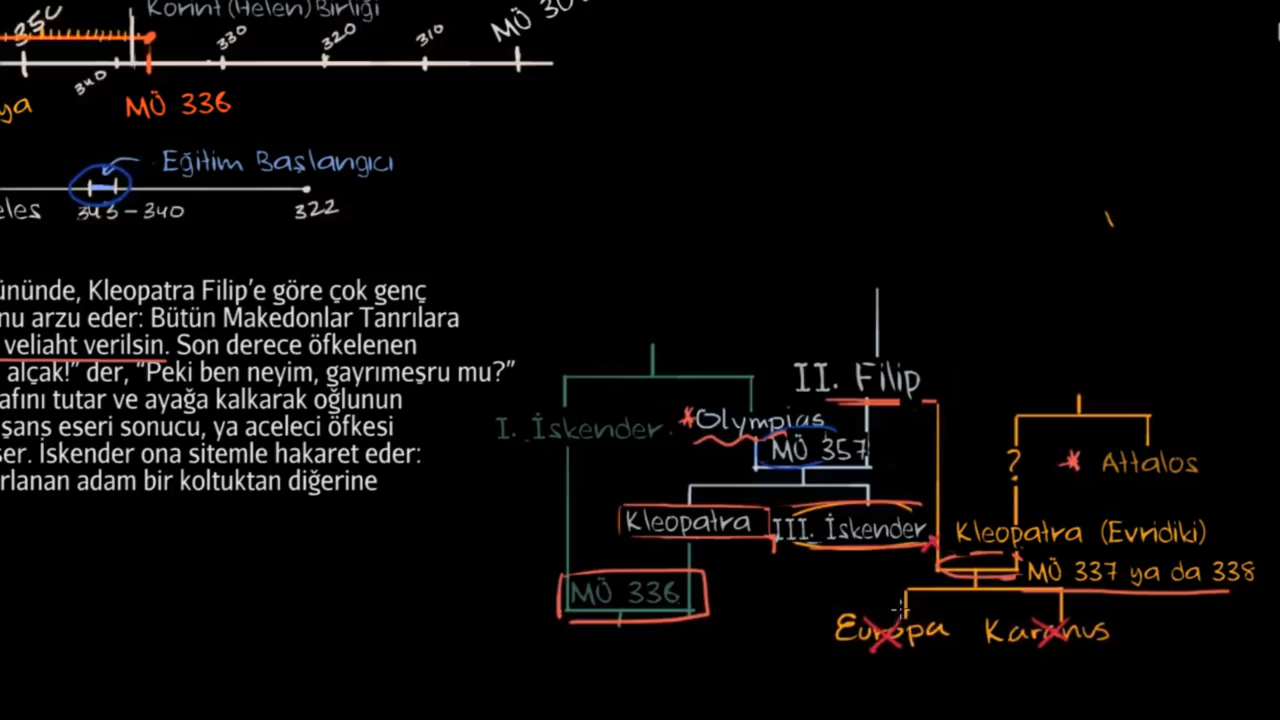 Korint (Helen) Birliği
350
340
330
320
310
MÖ
ya
MÖ 336
Eğitim Başlangıcı
eles
343-340
322
ününde, Kleopatra Filip'e göre çok genç
nu arzu eder: Bütün Makedonlar Tanrılara
veliaht verilsin. Son derece öfkelenen
alçak!" der, "Peki ben neyim, gayrımeşru mu?"
afını tutar ve ayağa kalkarak oğlunun
şans eseri sonucu, ya aceleci öfkesi
ser. İskender ona sitemle hakaret eder:
rlanan adam bir koltuktan diğerine
II. Filip
I. İskender
*Olympias
MÖ 357
?
* Attalos
Kleopatra
III. İskender
Kleopatra (Evridiki)
MÖ 336
MÖ 337 ya da 338
Europa
Karanus